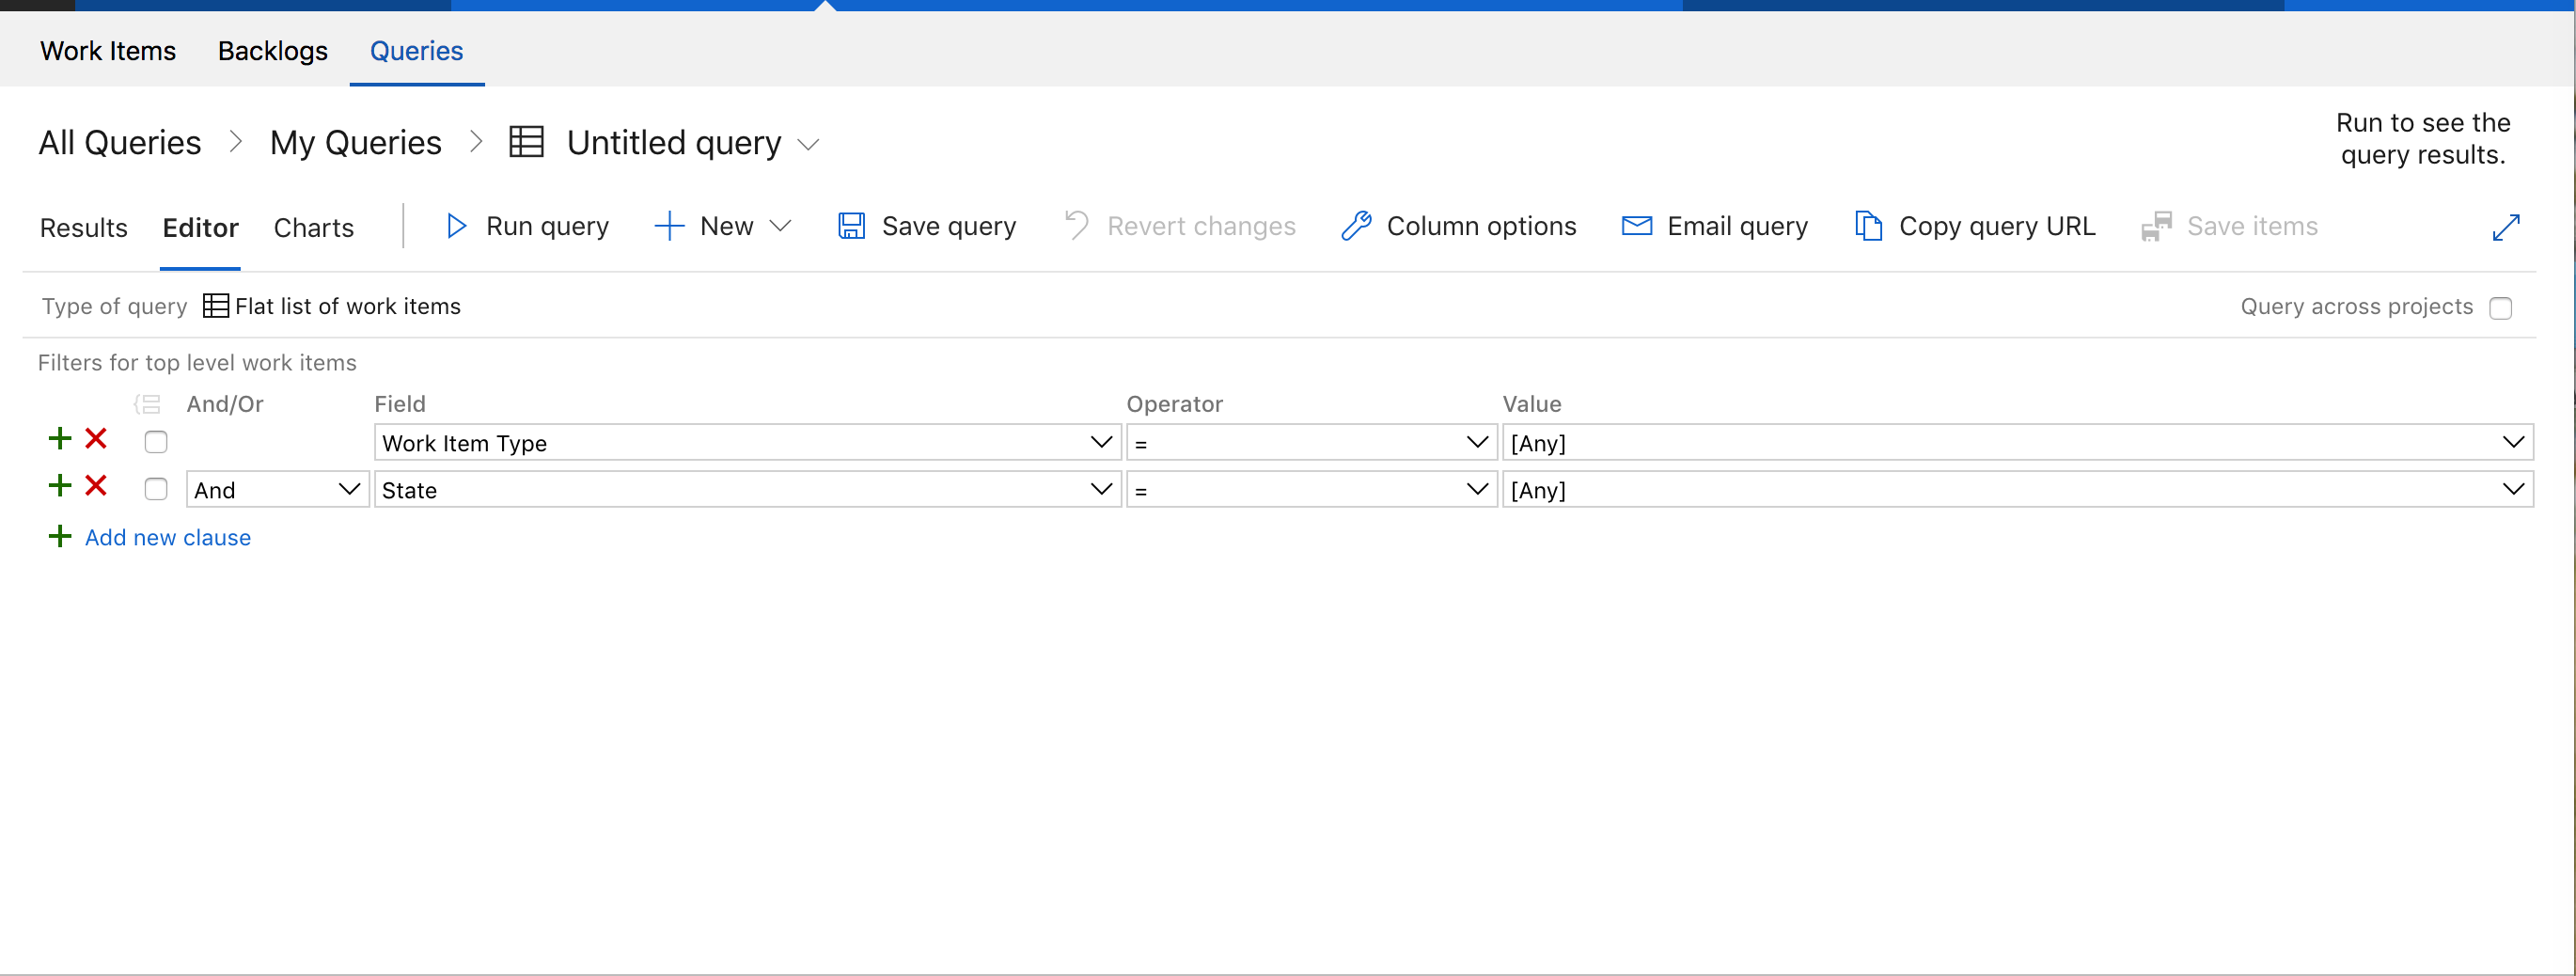 Work Items Backlogs Queries
All Queries > My Queries > Untitled query
Run to see the
query results.
Results Editor Charts Run query New Save query Revert changes Column options Email query Copy query URL Save items
Type of query Flat list of work items Query across projects
Filters for top level work items
And/Or Field Operator Value
Work Item Type = [Any]
And State = [Any]
Add new clause